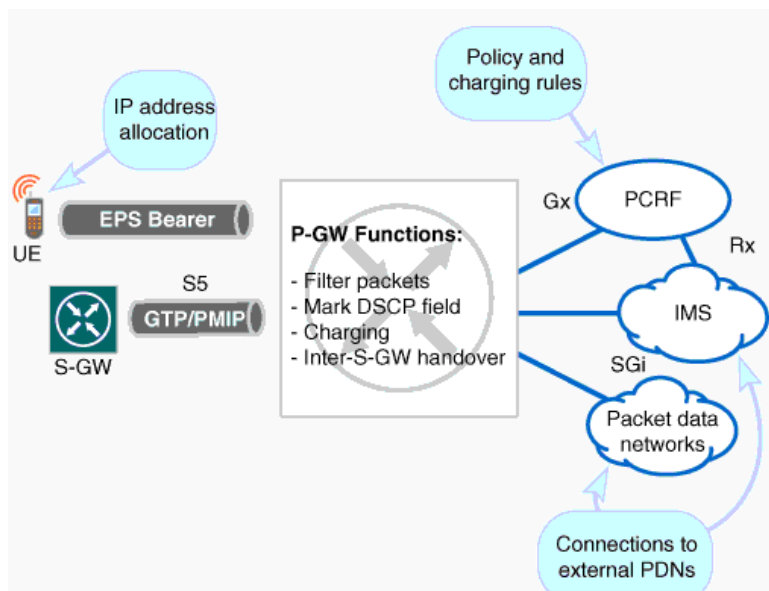 Policy and
charging rules
IP address
allocation
UE
EPS Bearer
S-GW
S5
GTP/PMIP
P-GW Functions:
- Filter packets
- Mark DSCP field
- Charging
- Inter-S-GW handover
Gx
PCRF
Rx
IMS
SGi
Packet data
networks
Connections to
external PDNs